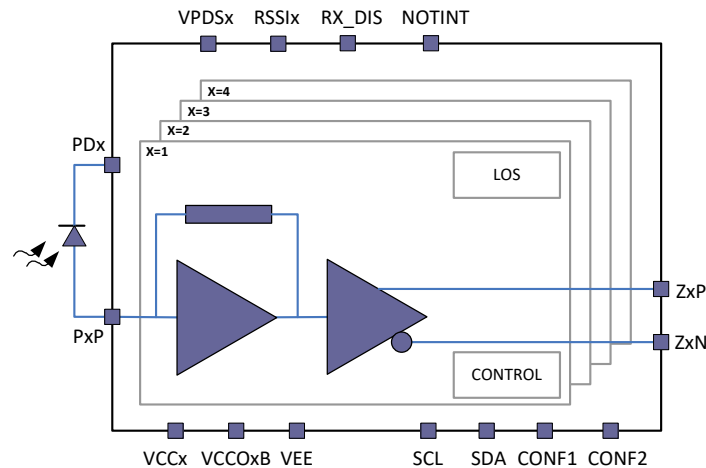 VPDSx RSSIx RX_DIS NOTINT
X=4
X=3
X=2
X=1
PDx
LOS
ZxP
PxP
ZxN
CONTROL
VCCx VCCOxB VEE SCL SDA CONF1 CONF2